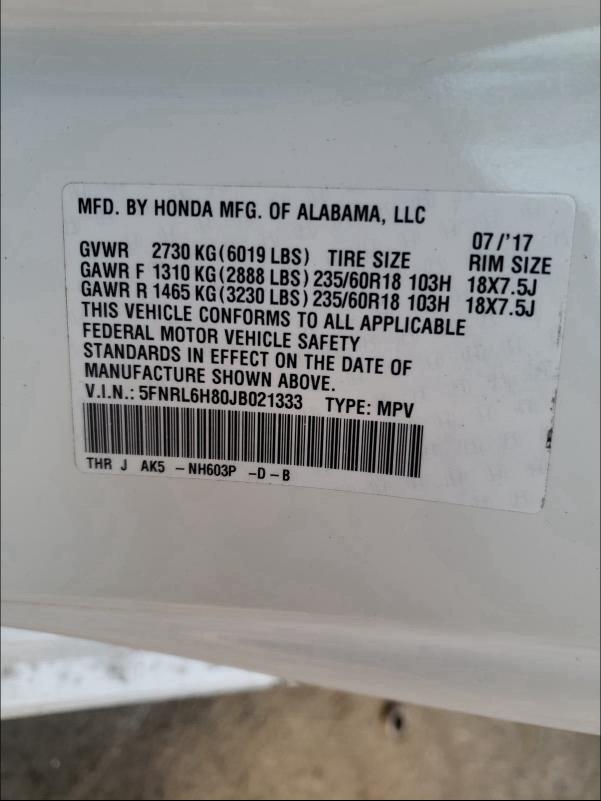 MFD. BY HONDA MFG. OF ALABAMA, LLC
07/'17
GVWR 2730 KG(6019 LBS) TIRE SIZE RIM SIZE
GAWR F 1310 KG(2888 LBS) 235/60R18 103H 18X7.5J
GAWR R 1465 KG(3230 LBS) 235/60R18 103H 18X7.5J
THIS VEHICLE CONFORMS TO ALL APPLICABLE
FEDERAL MOTOR VEHICLE SAFETY
STANDARDS IN EFFECT ON THE DATE OF
MANUFACTURE SHOWN ABOVE.
V.I.N.: 5FNRL6H80JB021333 TYPE: MPV
THR J AK5 -NH603P -D-B